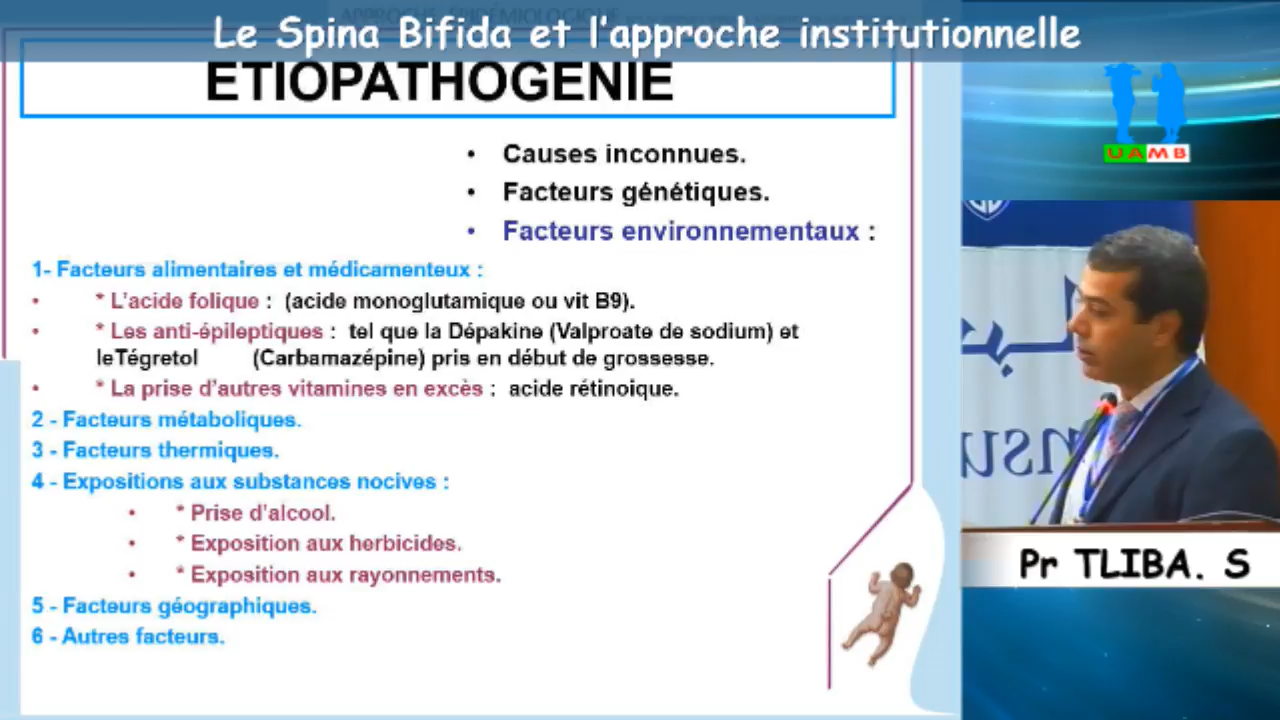 Le Spina Bifida et l'approche institutionnelle
ETIOPATHOGENIE
• Causes inconnues.
• Facteurs génétiques.
• Facteurs environnementaux :
1- Facteurs alimentaires et médicamenteux :
• * L'acide folique : (acide monoglutamique ou vit B9).
• * Les anti-épileptiques : tel que la Dépakine (Valproate de sodium) et
leTégretol (Carbamazépine) pris en début de grossesse.
• * La prise d'autres vitamines en excès : acide rétinoique.
2 - Facteurs métaboliques.
3 - Facteurs thermiques.
4 - Expositions aux substances nocives :
• * Prise d'alcool.
• * Exposition aux herbicides.
• * Exposition aux rayonnements.
5 - Facteurs géographiques.
6 - Autres facteurs.
UAMB
Pr TLIBA. S